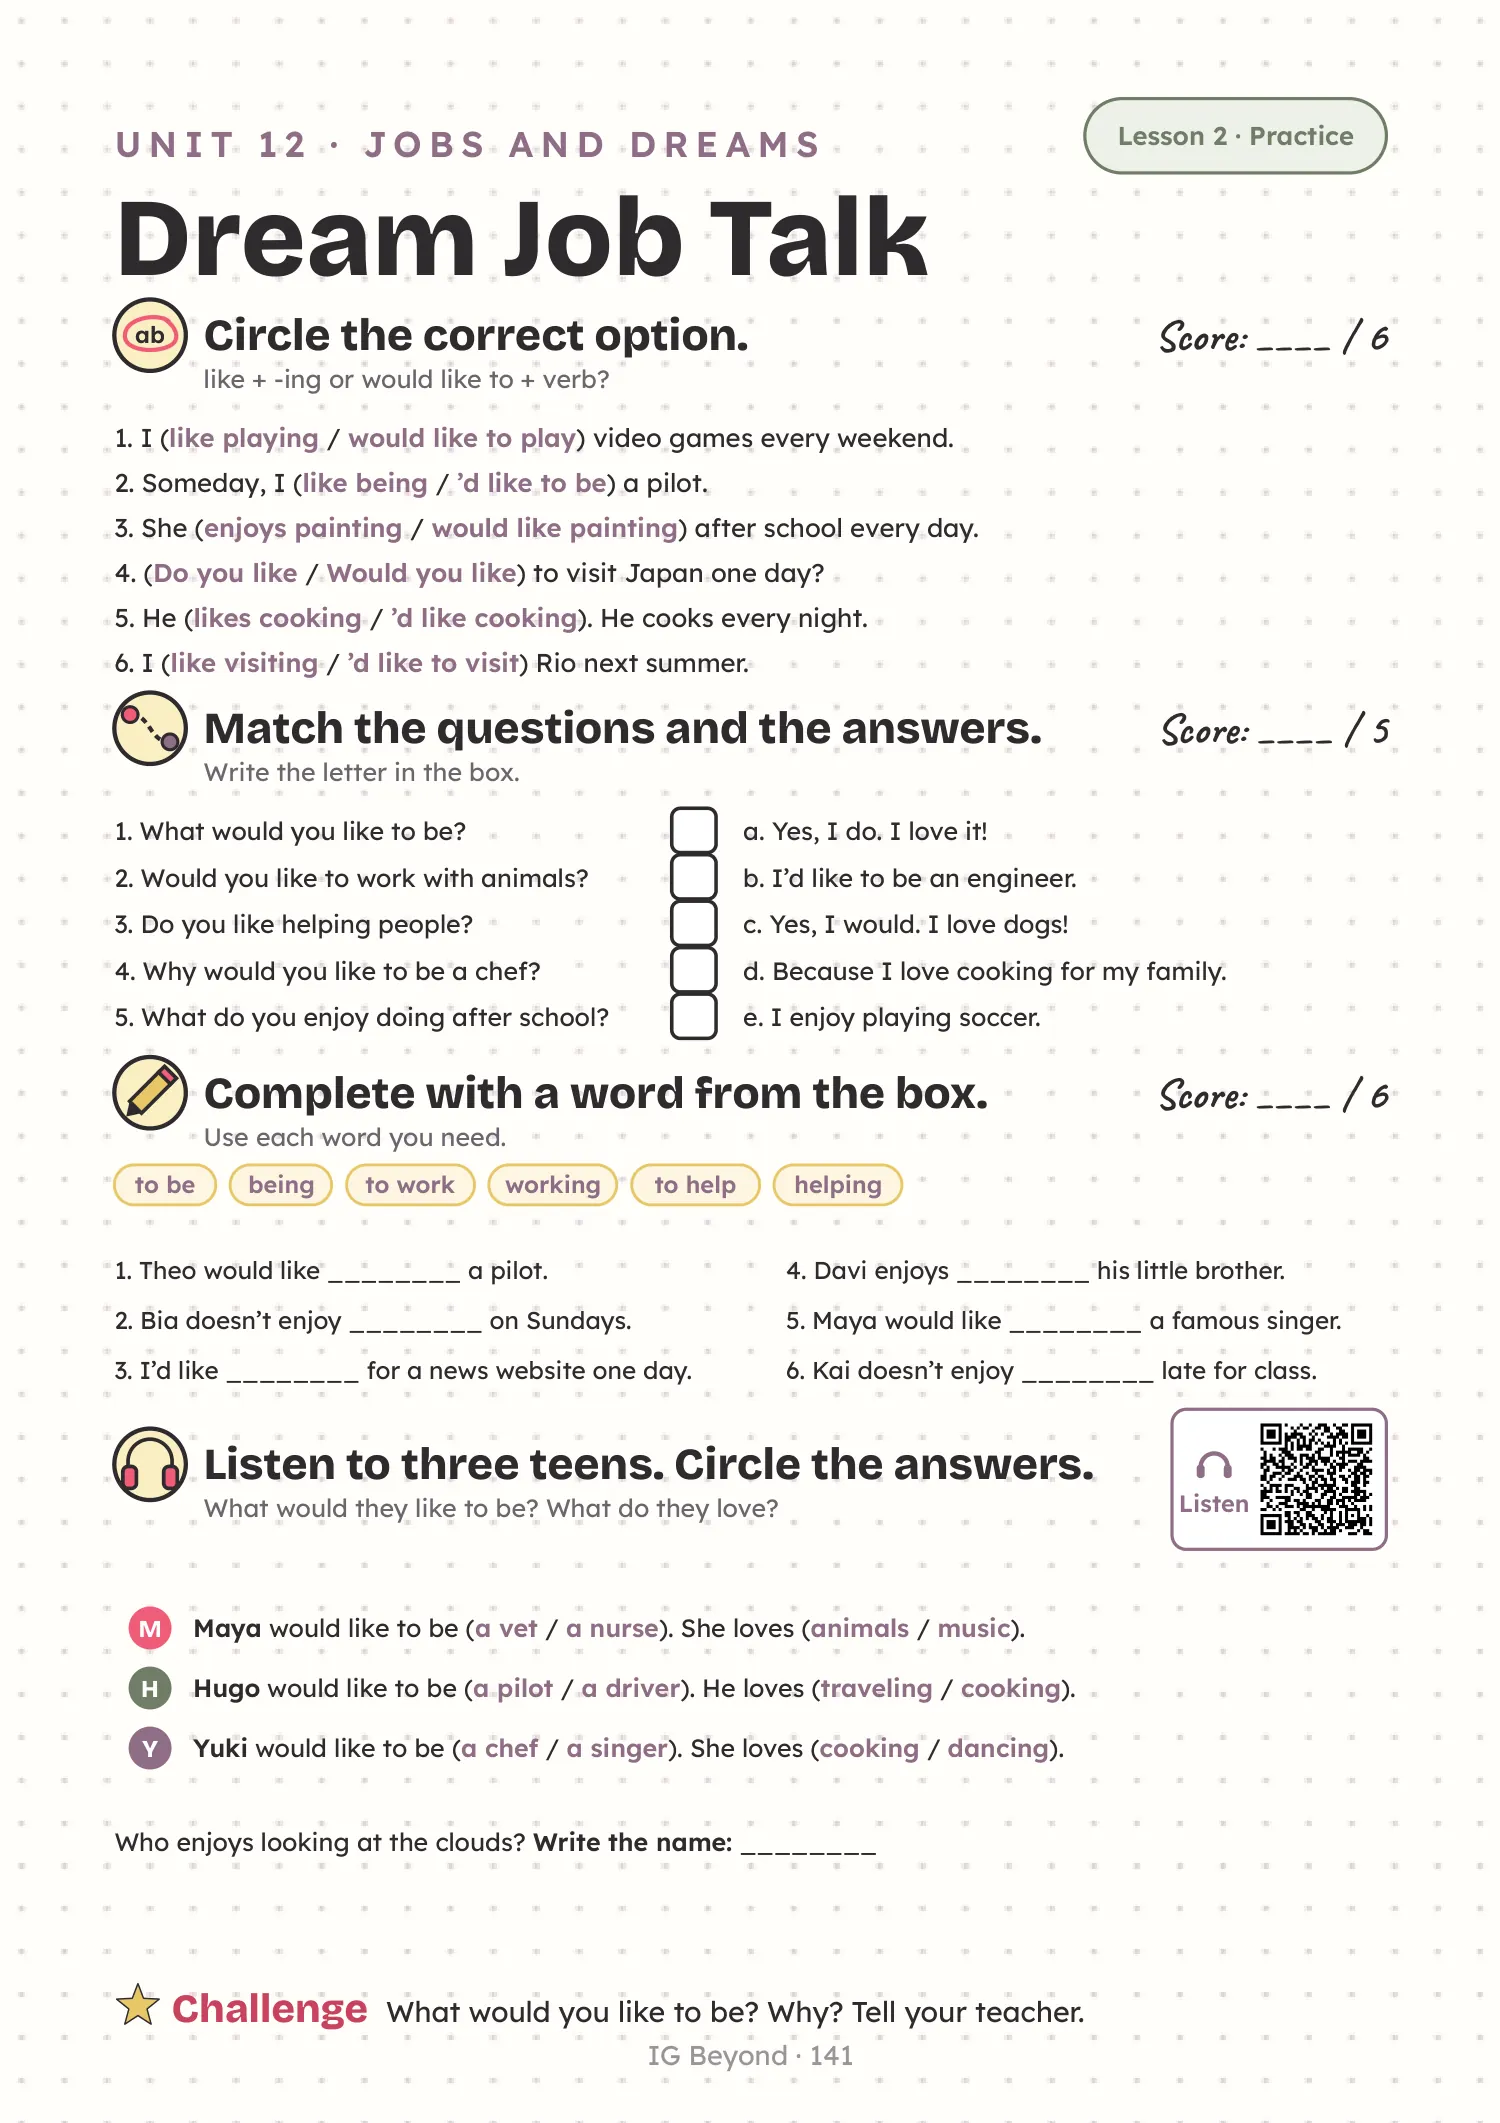 UNIT 12 · JOBS AND DREAMS
Lesson 2 · Practice
Dream Job Talk
ab
Circle the correct option.
Score: ____ / 6
like + -ing or would like to + verb?
1. I (like playing / would like to play) video games every weekend.
2. Someday, I (like being / ’d like to be) a pilot.
3. She (enjoys painting / would like painting) after school every day.
4. (Do you like / Would you like) to visit Japan one day?
5. He (likes cooking / ’d like cooking). He cooks every night.
6. I (like visiting / ’d like to visit) Rio next summer.
Match the questions and the answers.
Score: ____ / 5
Write the letter in the box.
1. What would you like to be?
a. Yes, I do. I love it!
2. Would you like to work with animals?
b. I’d like to be an engineer.
3. Do you like helping people?
c. Yes, I would. I love dogs!
4. Why would you like to be a chef?
d. Because I love cooking for my family.
5. What do you enjoy doing after school?
e. I enjoy playing soccer.
Complete with a word from the box.
Score: ____ / 6
Use each word you need.
to be being to work working to help helping
1. Theo would like ________ a pilot.
2. Bia doesn’t enjoy ________ on Sundays.
3. I’d like ________ for a news website one day.
4. Davi enjoys ________ his little brother.
5. Maya would like ________ a famous singer.
6. Kai doesn’t enjoy ________ late for class.
Listen to three teens. Circle the answers.
What would they like to be? What do they love?
Listen
M Maya would like to be (a vet / a nurse). She loves (animals / music).
H Hugo would like to be (a pilot / a driver). He loves (traveling / cooking).
Y Yuki would like to be (a chef / a singer). She loves (cooking / dancing).
Who enjoys looking at the clouds? Write the name: ________
Challenge What would you like to be? Why? Tell your teacher.
IG Beyond · 141